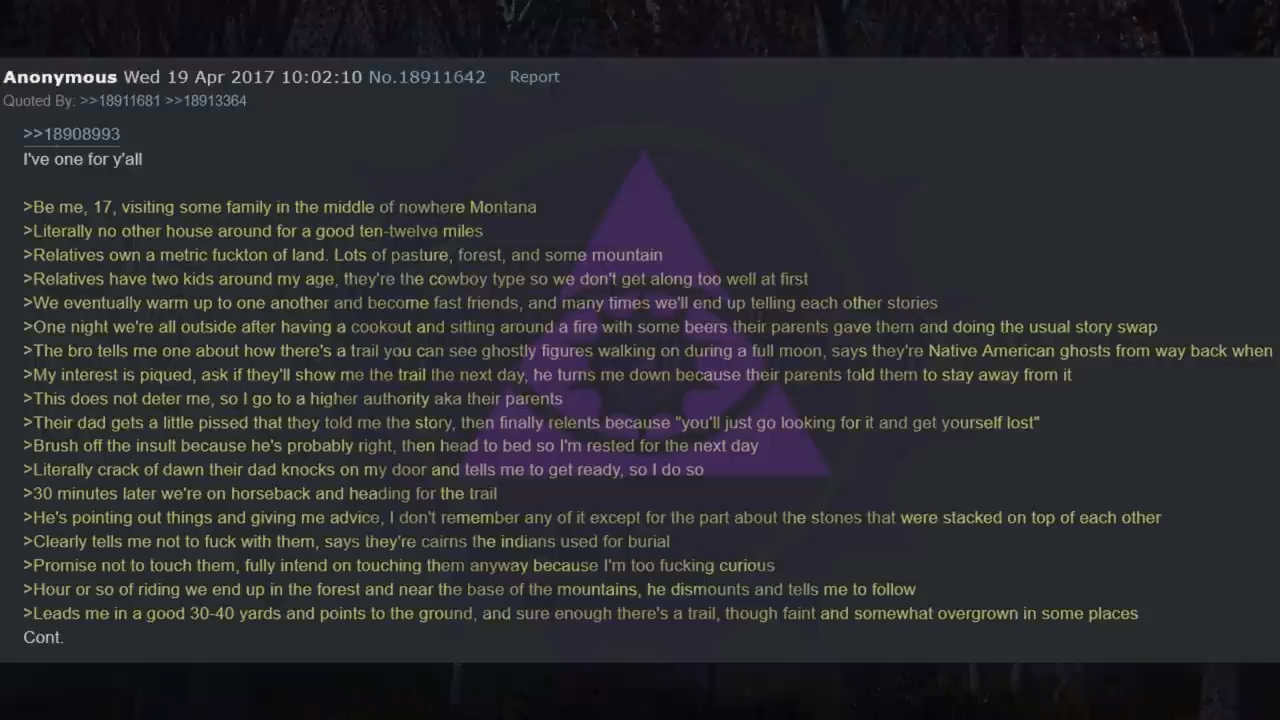 Anonymous Wed 19 Apr 2017 10:02:10 No.18911642 Report
Quoted By: >>18911681 >>18913364
>>18908993
I've one for y'all
>Be me, 17, visiting some family in the middle of nowhere Montana
>Literally no other house around for a good ten-twelve miles
>Relatives own a metric fuckton of land. Lots of pasture, forest, and some mountain
>Relatives have two kids around my age, they're the cowboy type so we don't get along too well at first
>We eventually warm up to one another and become fast friends, and many times we'll end up telling each other stories
>One night we're all outside after having a cookout and sitting around a fire with some beers their parents gave them and doing the usual story swap
>The bro tells me one about how there's a trail you can see ghostly figures walking on during a full moon, says they're Native American ghosts from way back when
>My interest is piqued, ask if they'll show me the trail the next day, he turns me down because their parents told them to stay away from it
>This does not deter me, so I go to a higher authority aka their parents
>Their dad gets a little pissed that they told me the story, then finally relents because "you'll just go looking for it and get yourself lost"
>Brush off the insult because he's probably right, then head to bed so I'm rested for the next day
>Literally crack of dawn their dad knocks on my door and tells me to get ready, so I do so
>30 minutes later we're on horseback and heading for the trail
>He's pointing out things and giving me advice, I don't remember any of it except for the part about the stones that were stacked on top of each other
>Clearly tells me not to fuck with them, says they're cairns the indians used for burial
>Promise not to touch them, fully intend on touching them anyway because I'm too fucking curious
>Hour or so of riding we end up in the forest and near the base of the mountains, he dismounts and tells me to follow
>Leads me in a good 30-40 yards and points to the ground, and sure enough there's a trail, though faint and somewhat overgrown in some places
Cont.